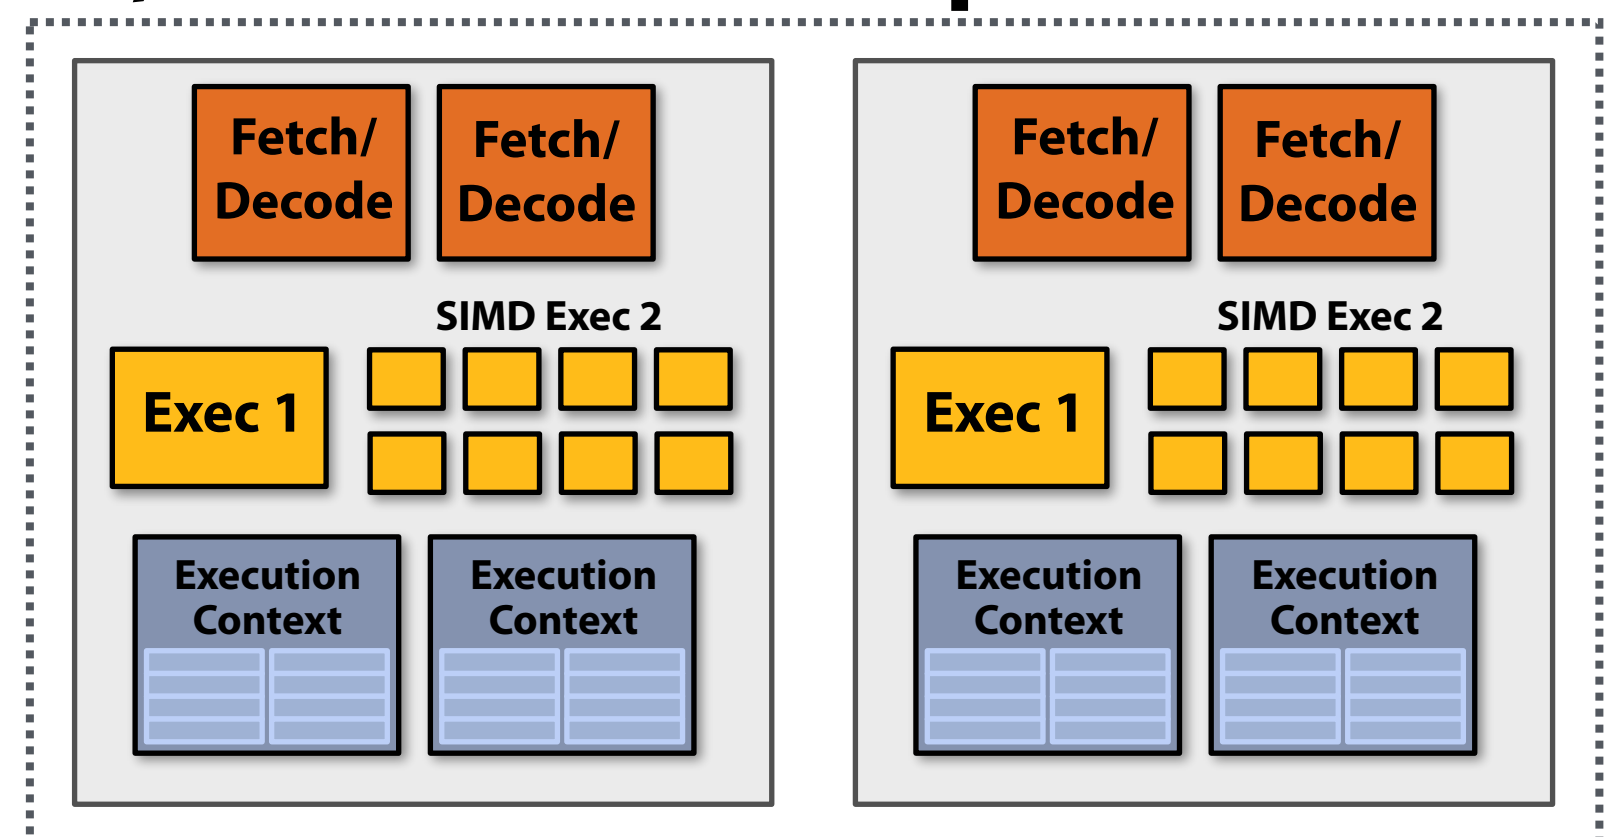 Fetch/
Decode
Fetch/
Decode
SIMD Exec 2
Exec 1
Execution
Context
Execution
Context
Fetch/
Decode
Fetch/
Decode
SIMD Exec 2
Exec 1
Execution
Context
Execution
Context